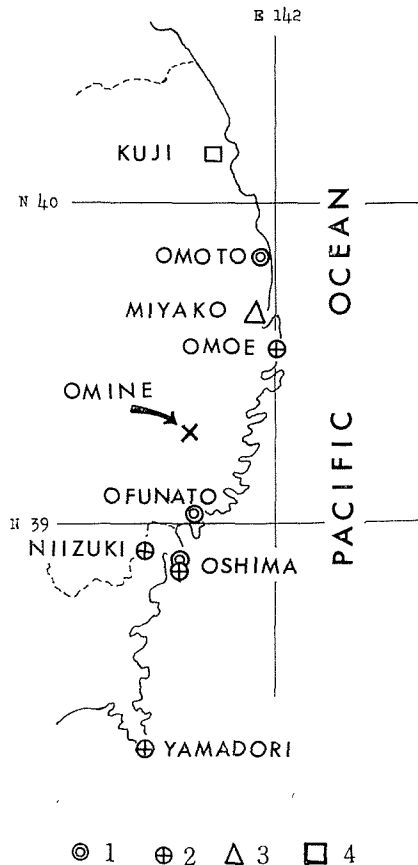 E 142
KUJI
N 40
OMOTO
MIYAKO
OMOE
OMINE
OFUNATO
N 39
NIIZUKI
OSHIMA
YAMADORI
PACIFIC OCEAN
1 2 3 4